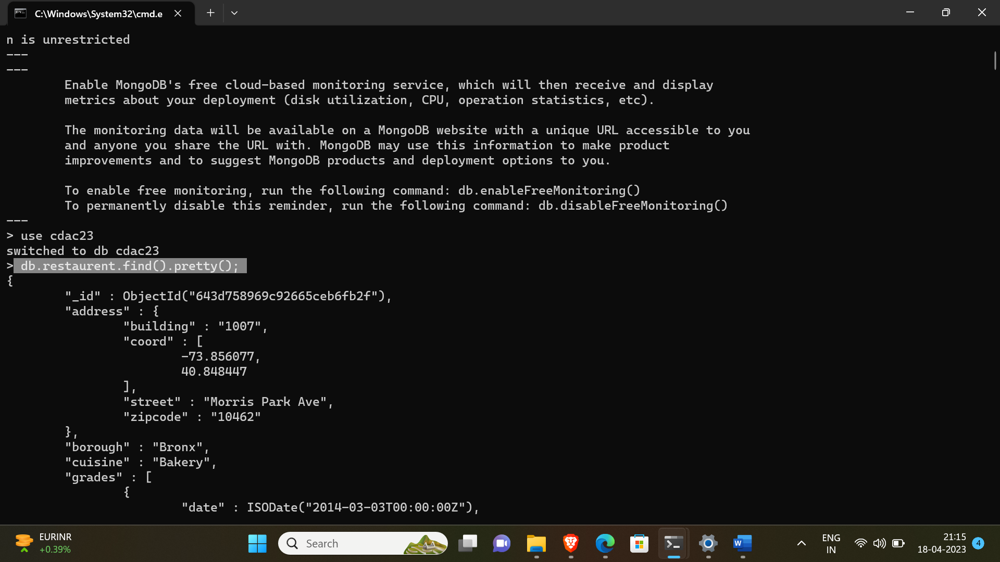 C:\Windows\System32\cmd.e
n is unrestricted
---
---
Enable MongoDB's free cloud-based monitoring service, which will then receive and display
metrics about your deployment (disk utilization, CPU, operation statistics, etc).
The monitoring data will be available on a MongoDB website with a unique URL accessible to you
and anyone you share the URL with. MongoDB may use this information to make product
improvements and to suggest MongoDB products and deployment options to you.
To enable free monitoring, run the following command: db.enableFreeMonitoring()
To permanently disable this reminder, run the following command: db.disableFreeMonitoring()
---
> use cdac23
switched to db cdac23
> db.restaurent.find().pretty();
{
"_id" : ObjectId("643d758969c92665ceb6fb2f"),
"address" : {
"building" : "1007",
"coord" : [
-73.856077,
40.848447
],
"street" : "Morris Park Ave",
"zipcode" : "10462"
},
"borough" : "Bronx",
"cuisine" : "Bakery",
"grades" : [
{
"date" : ISODate("2014-03-03T00:00:00Z"),
EURINR
+0.39%
Search
W
ENG
IN
21:15
18-04-2023
4